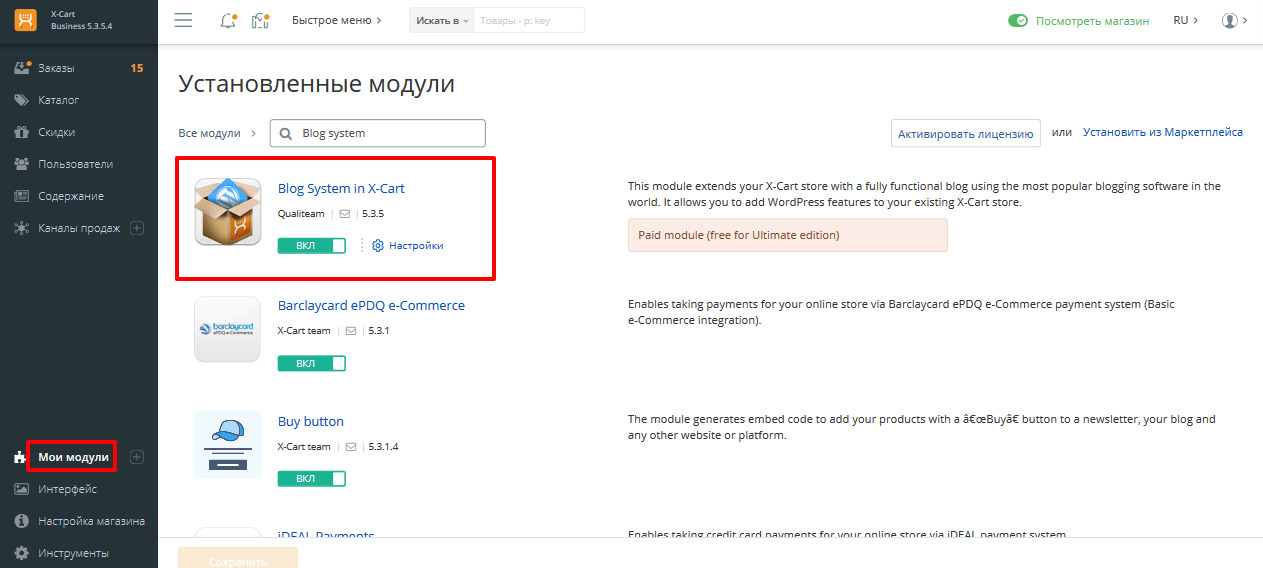 X-Cart
Business 5.3.5.4
Быстрое меню
Искать в
Товары - р: key
Посмотреть магазин
RU
Заказы
15
Каталог
Скидки
Пользователи
Содержание
Каналы продаж
Мои модули
Интерфейс
Настройка магазина
Инструменты
Установленные модули
Все модули
Blog system
Активировать лицензию
или
Установить из Маркетплейса
Blog System in X-Cart
Qualiteam
5.3.5
ВКЛ
Настройки
This module extends your X-Cart store with a fully functional blog using the most popular blogging software in the
world. It allows you to add WordPress features to your existing X-Cart store.
Paid module (free for Ultimate edition)
barclaycard
ePDQ e-Commerce
Barclaycard ePDQ e-Commerce
X-Cart team
5.3.1
ВКЛ
Enables taking payments for your online store via Barclaycard ePDQ e-Commerce payment system (Basic
e-Commerce integration).
Buy button
X-Cart team
5.3.1.4
ВКЛ
The module generates embed code to add your products with a â€œBuyâ€ button to a newsletter, your blog and
any other website or platform.
iDEAL Payments
Enables taking credit card payments for your online store via iDEAL payment system
Сохранить